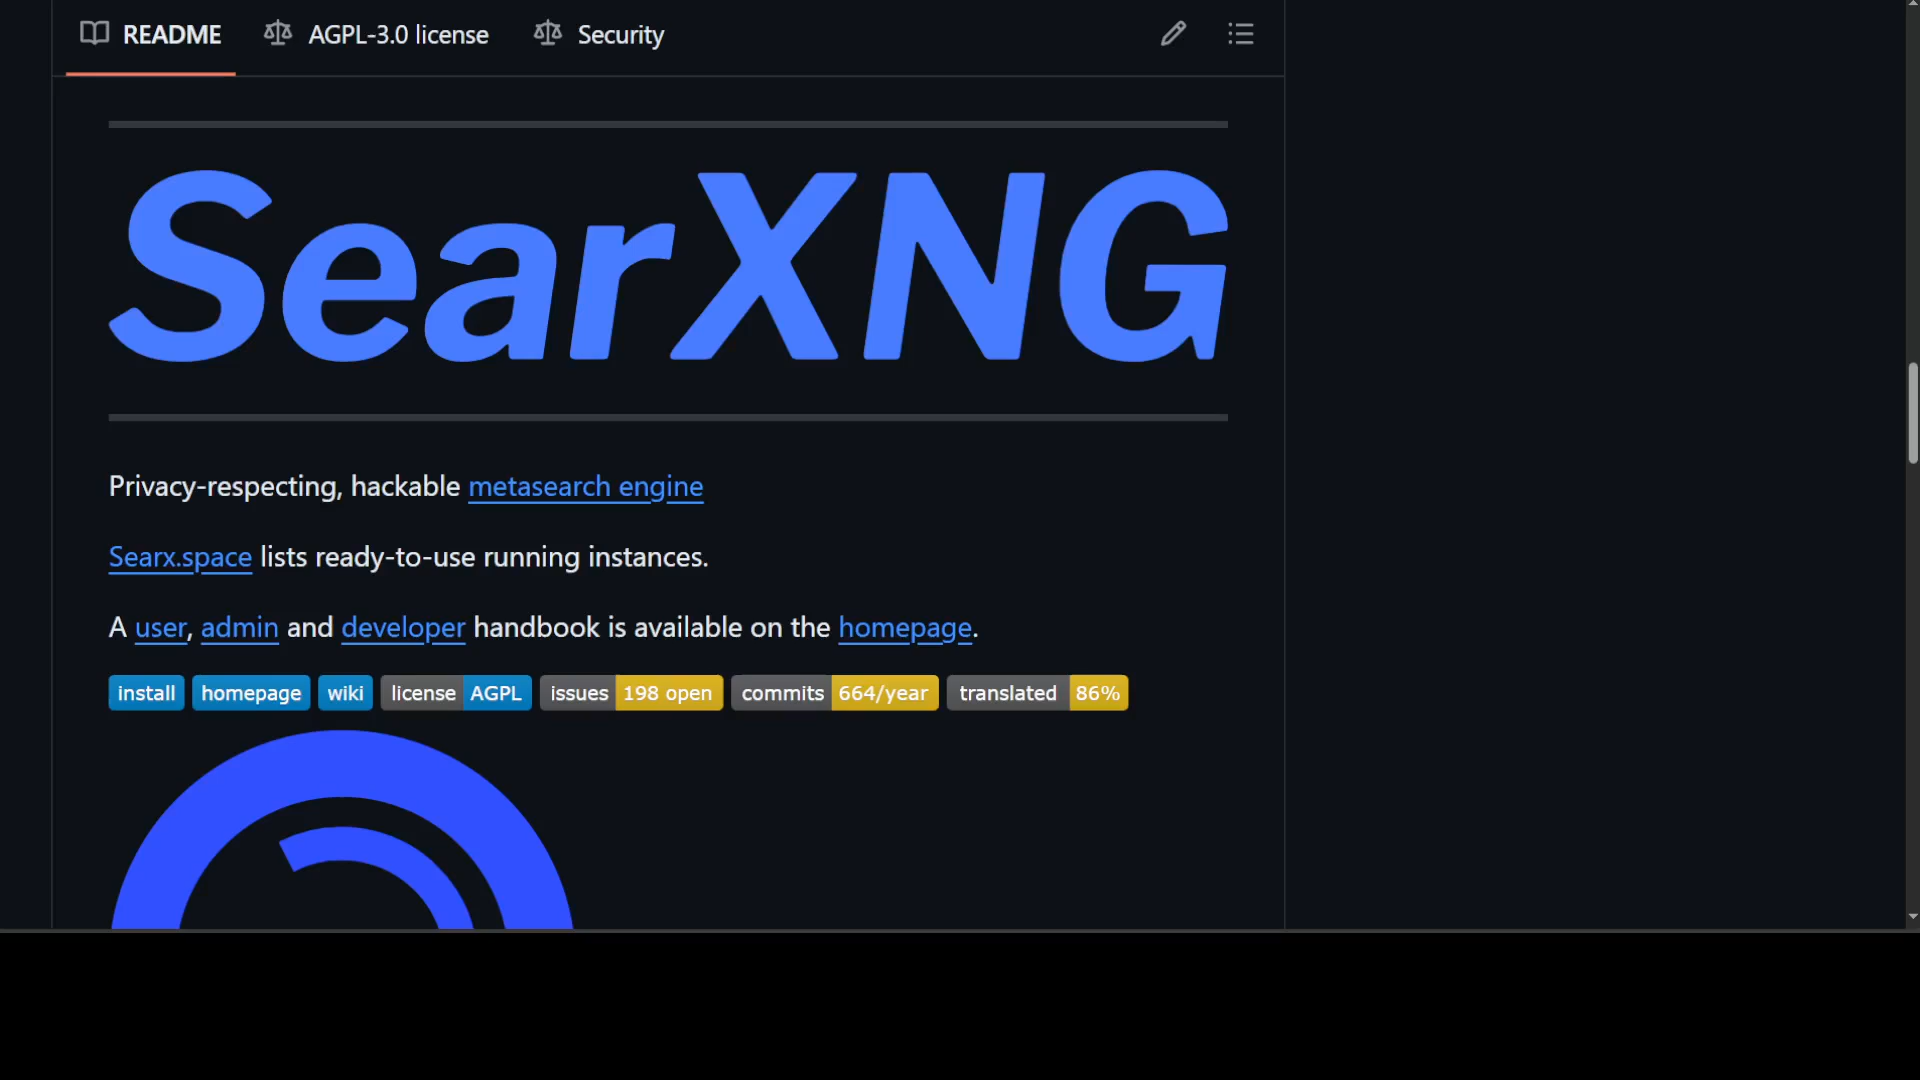 README AGPL-3.0 license Security
SearXNG
Privacy-respecting, hackable metasearch engine
Searx.space lists ready-to-use running instances.
A user, admin and developer handbook is available on the homepage.
install homepage wiki license AGPL issues 198 open commits 664/year translated 86%